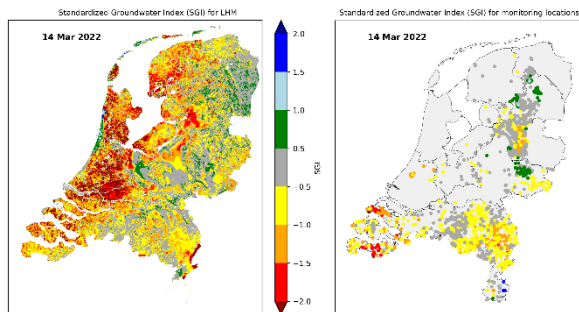 Standardized Groundwater Index (SGI) for LHM
14 Mar 2022
2.0
1.5
1.0
0.5
−0.5
−1.0
−1.5
−2.0
SGI
Standardized Groundwater Index (SGI) for monitoring locations
14 Mar 2022